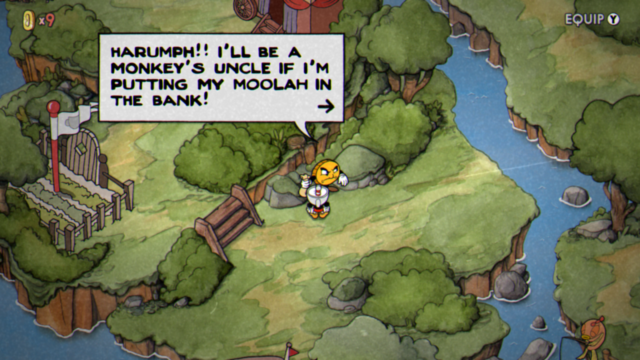 x9
EQUIP Y
HARUMPH!! I'LL BE A
MONKEY'S UNCLE IF I'M
PUTTING MY MOOLAH IN
THE BANK!